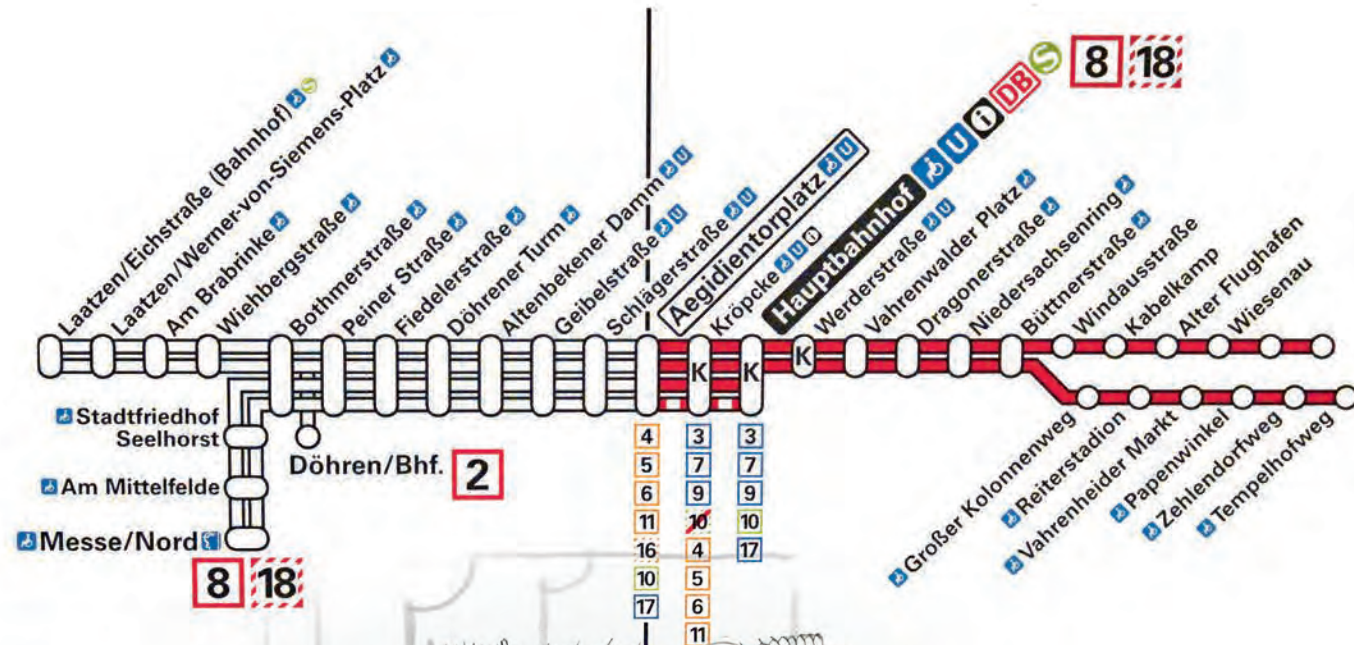 Laatzen/Eichstraße (Bahnhof) S
Laatzen/Werner-von-Siemens-Platz
Am Brabrinke
Wiehbergstraße
Bothmerstraße
Peiner Straße
Fiedelerstraße
Döhrener Turm
Altenbekener Damm U
Geibelstraße U
Schlägerstraße U
Aegidientorplatz U
Kröpcke U i
Hauptbahnhof U i DB S
8 18
Werderstraße U
Vahrenwalder Platz
Dragonerstraße
Niedersachsenring
Büttnerstraße
Windausstraße
Kabelkamp
Alter Flughafen
Wiesenau
K
K
K
Stadtfriedhof
Seelhorst
Am Mittelfelde
Messe/Nord
8 18
Döhren/Bhf. 2
4
5
6
11
16
10
17
3
7
9
10
4
5
6
11
3
7
9
10
17
Großer Kolonnenweg
Reiterstadion
Vahrenheider Markt
Papenwinkel
Zehlendorfweg
Tempelhofweg